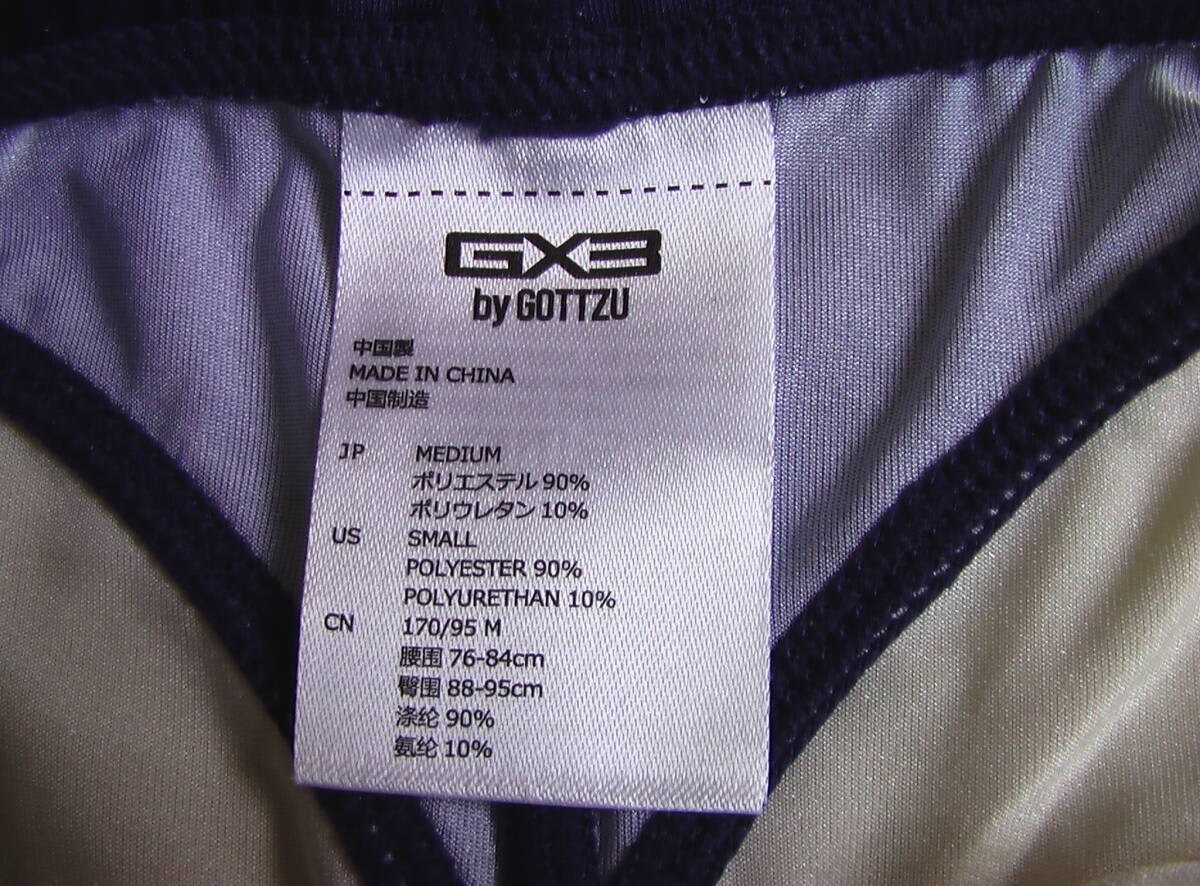 GX3
by GOTTZU
中国製
MADE IN CHINA
中国制造
JP MEDIUM
ポリエステル 90%
ポリウレタン 10%
US SMALL
POLYESTER 90%
POLYURETHAN 10%
CN 170/95 M
腰围 76-84cm
臀围 88-95cm
涤纶 90%
氨纶 10%